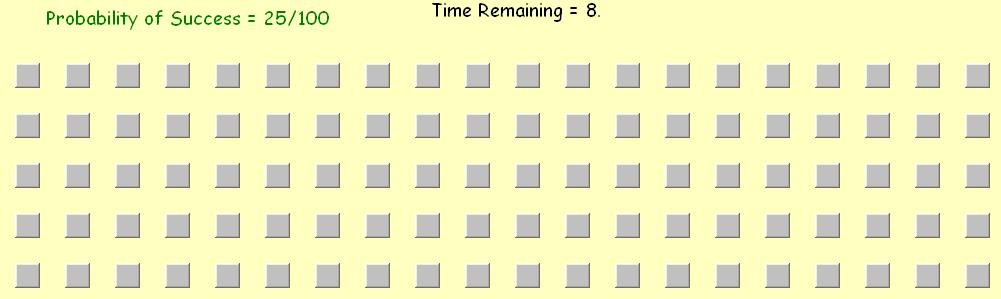 Probability of Success = 25/100
Time Remaining = 8.